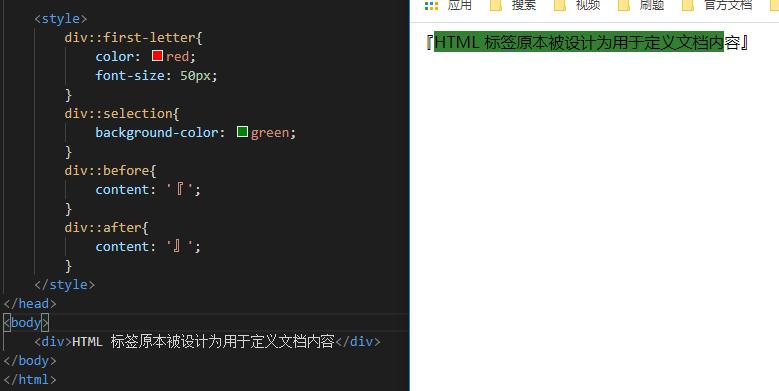 <style>
div::first-letter{
color: red;
font-size: 50px;
}
div::selection{
background-color: green;
}
div::before{
content: '『';
}
div::after{
content: '』';
}
</style>
</head>
<body>
<div>HTML 标签原本被设计为用于定义文档内容</div>
</body>
</html>
应用 搜索 视频 刷题 官方文档
『HTML 标签原本被设计为用于定义文档内容』